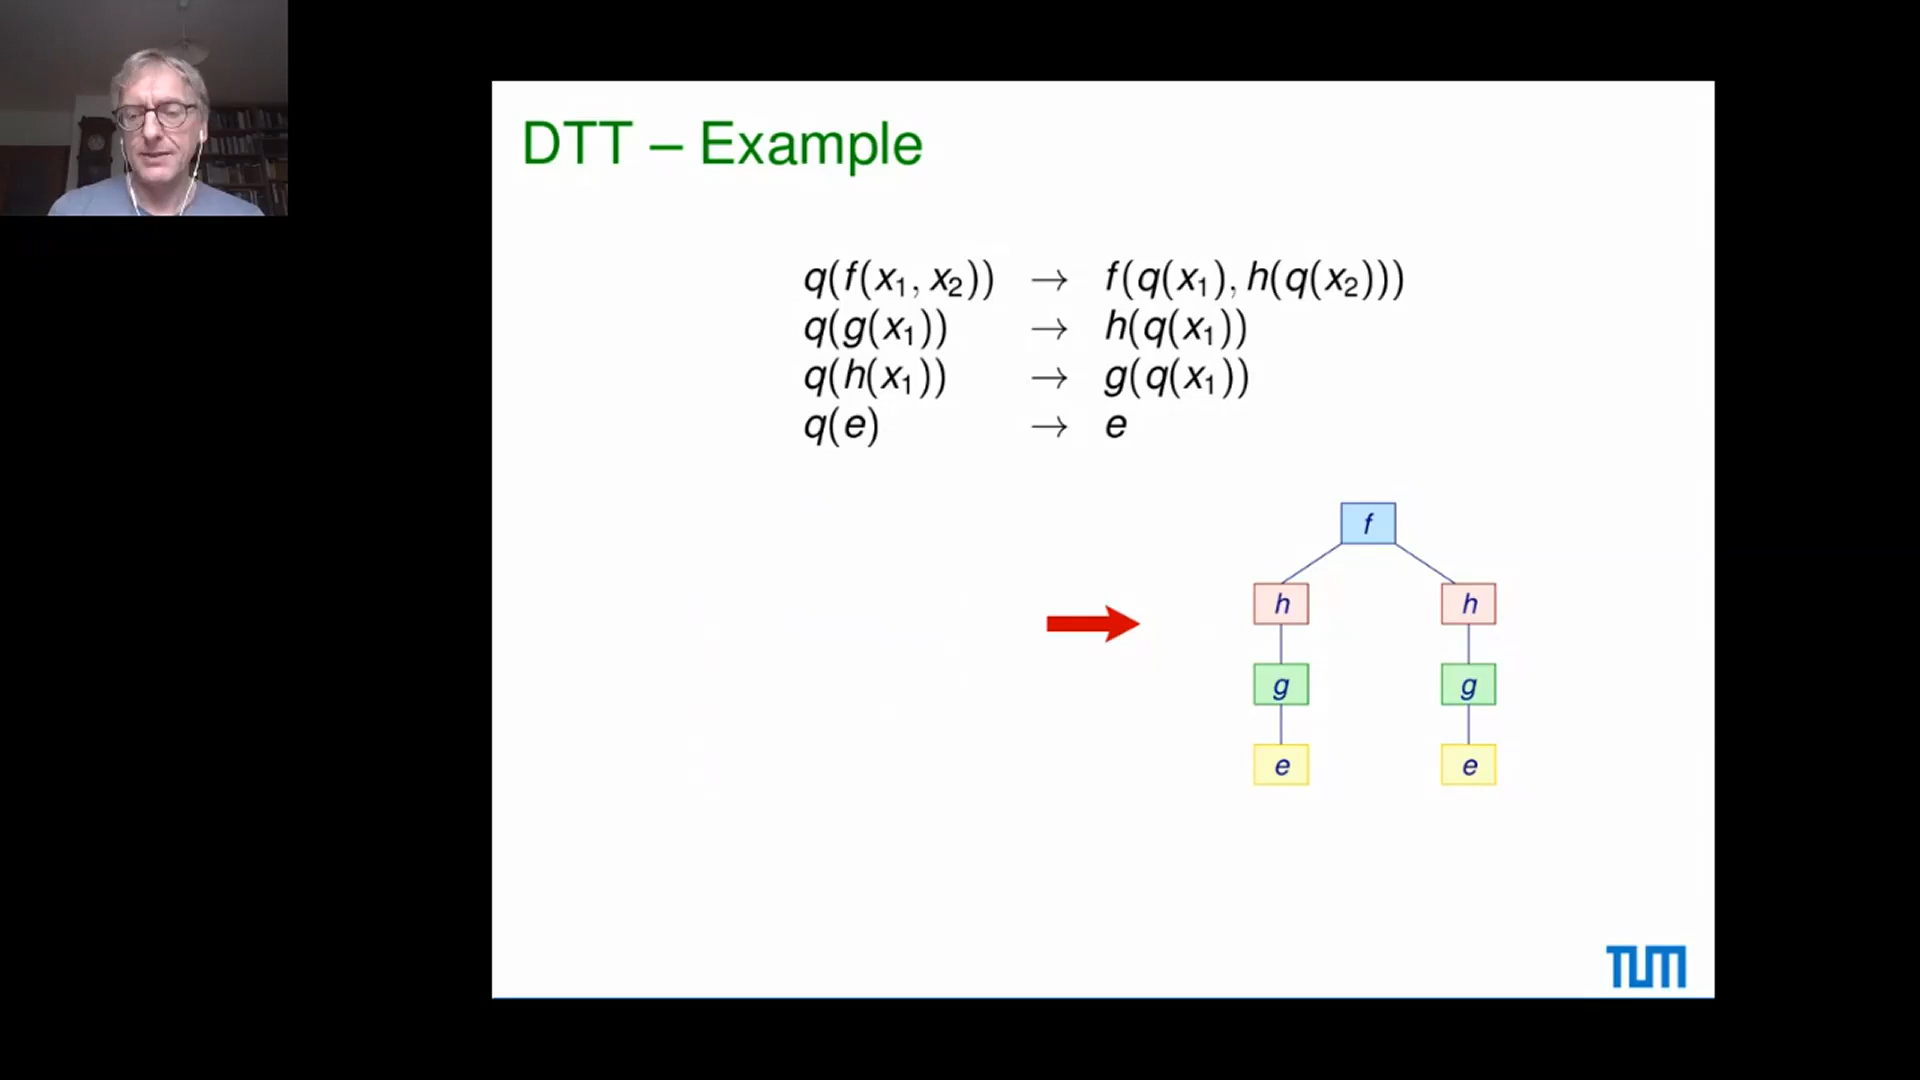 DTT – Example
q(f(x₁, x₂)) → f(q(x₁), h(q(x₂)))
q(g(x₁)) → h(q(x₁))
q(h(x₁)) → g(q(x₁))
q(e) → e
f
h h
g g
e e
TUM